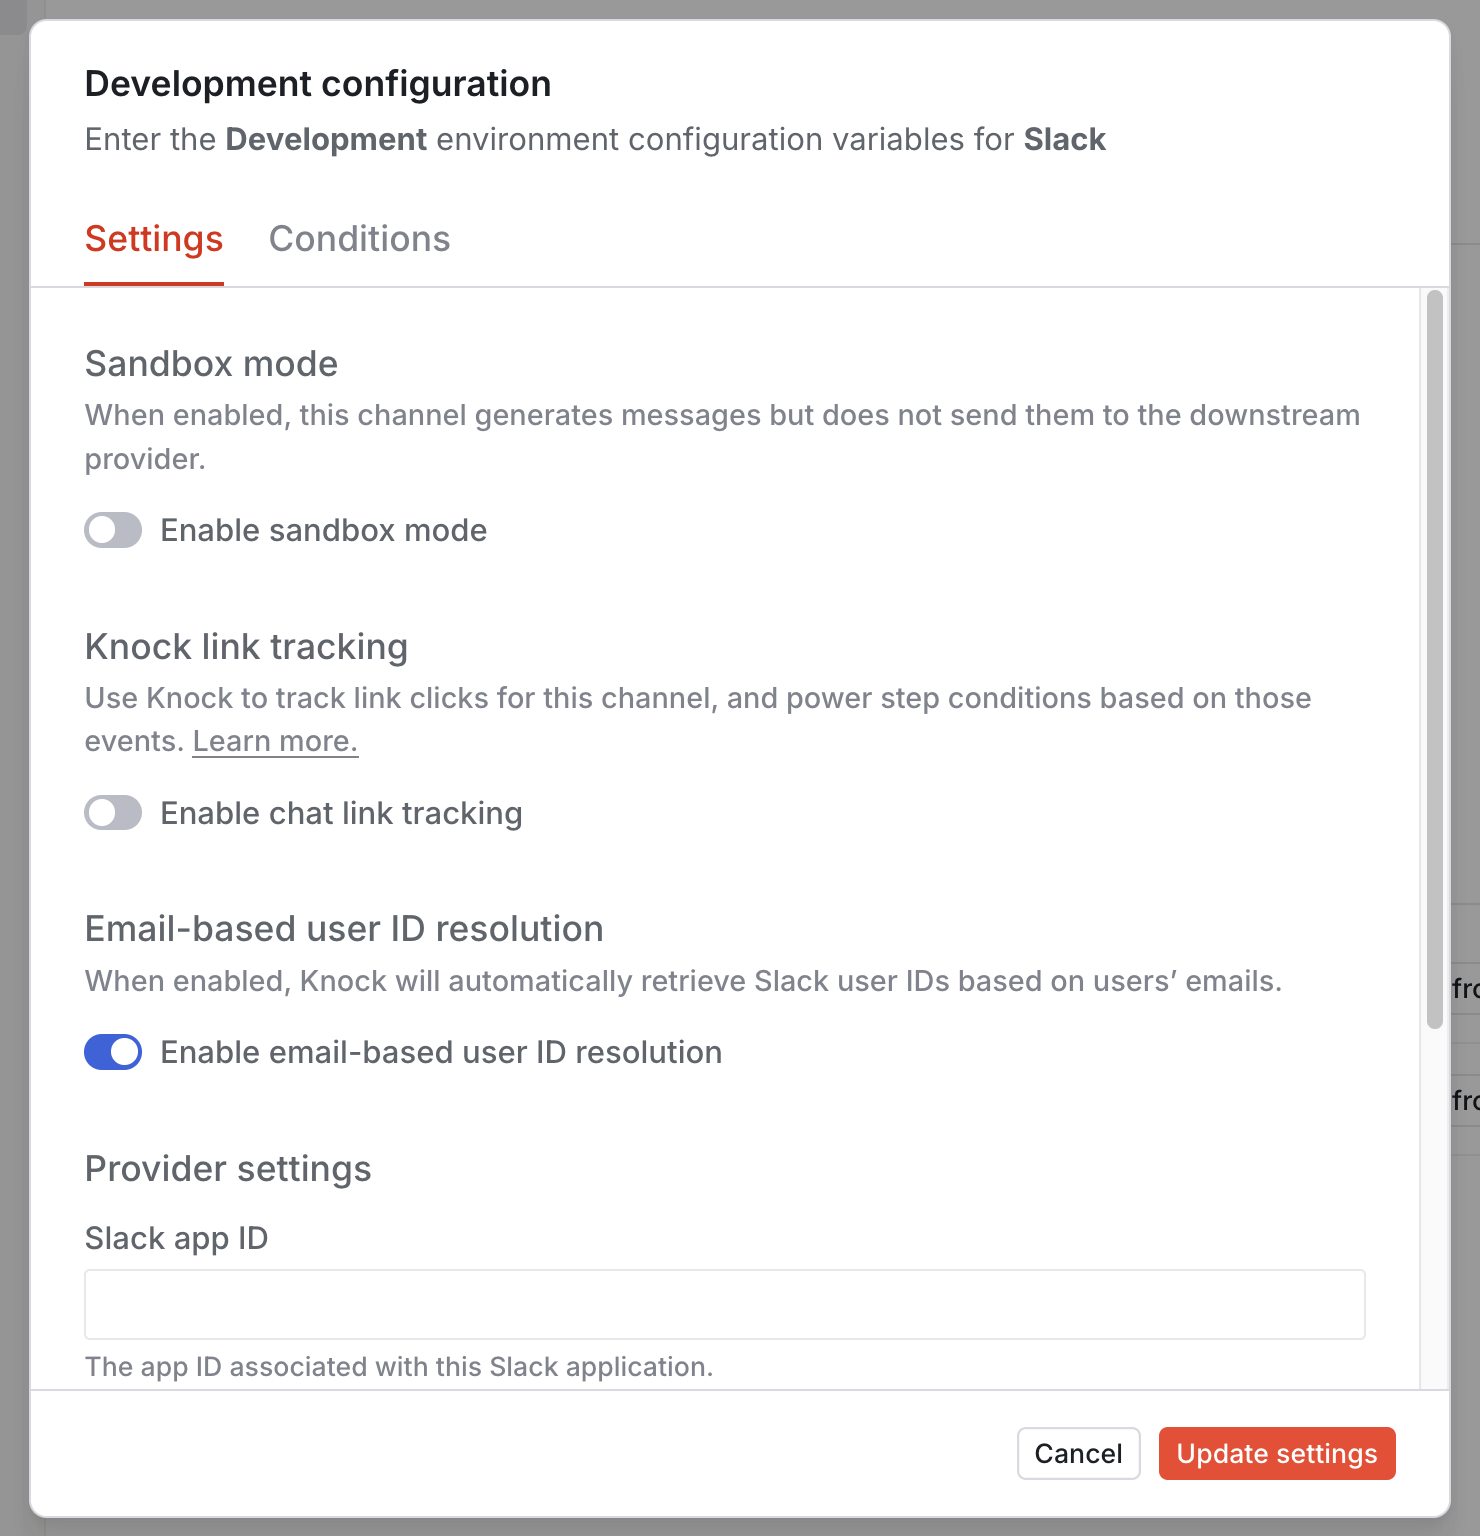 Development configuration
Enter the Development environment configuration variables for Slack
Settings Conditions
Sandbox mode
When enabled, this channel generates messages but does not send them to the downstream
provider.
Enable sandbox mode
Knock link tracking
Use Knock to track link clicks for this channel, and power step conditions based on those
events. Learn more.
Enable chat link tracking
Email-based user ID resolution
When enabled, Knock will automatically retrieve Slack user IDs based on users’ emails.
Enable email-based user ID resolution
Provider settings
Slack app ID
The app ID associated with this Slack application.
Cancel Update settings